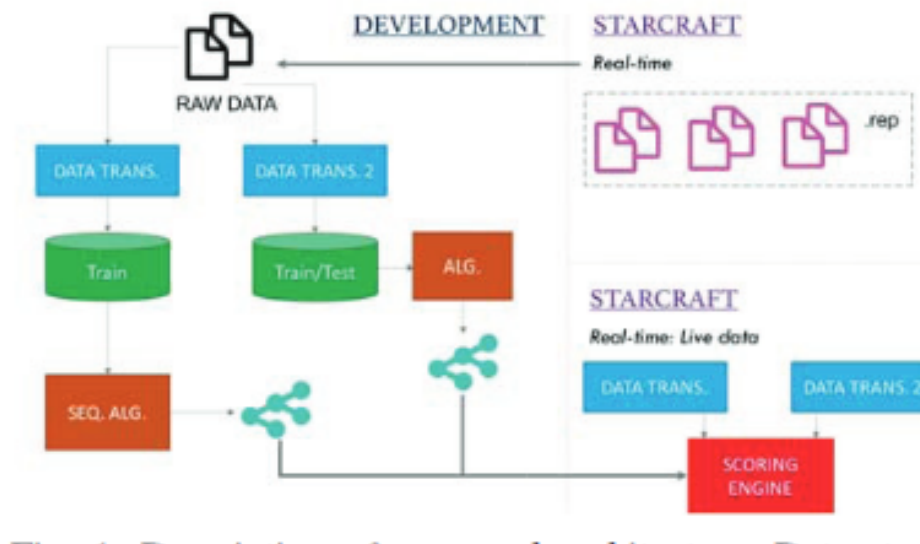 DEVELOPMENT
RAW DATA
DATA TRANS.
DATA TRANS. 2
Train
Train/Test
ALG.
SEQ. ALG.
STARCRAFT
Real-time
.rep
STARCRAFT
Real-time: Live data
DATA TRANS.
DATA TRANS. 2
SCORING
ENGINE